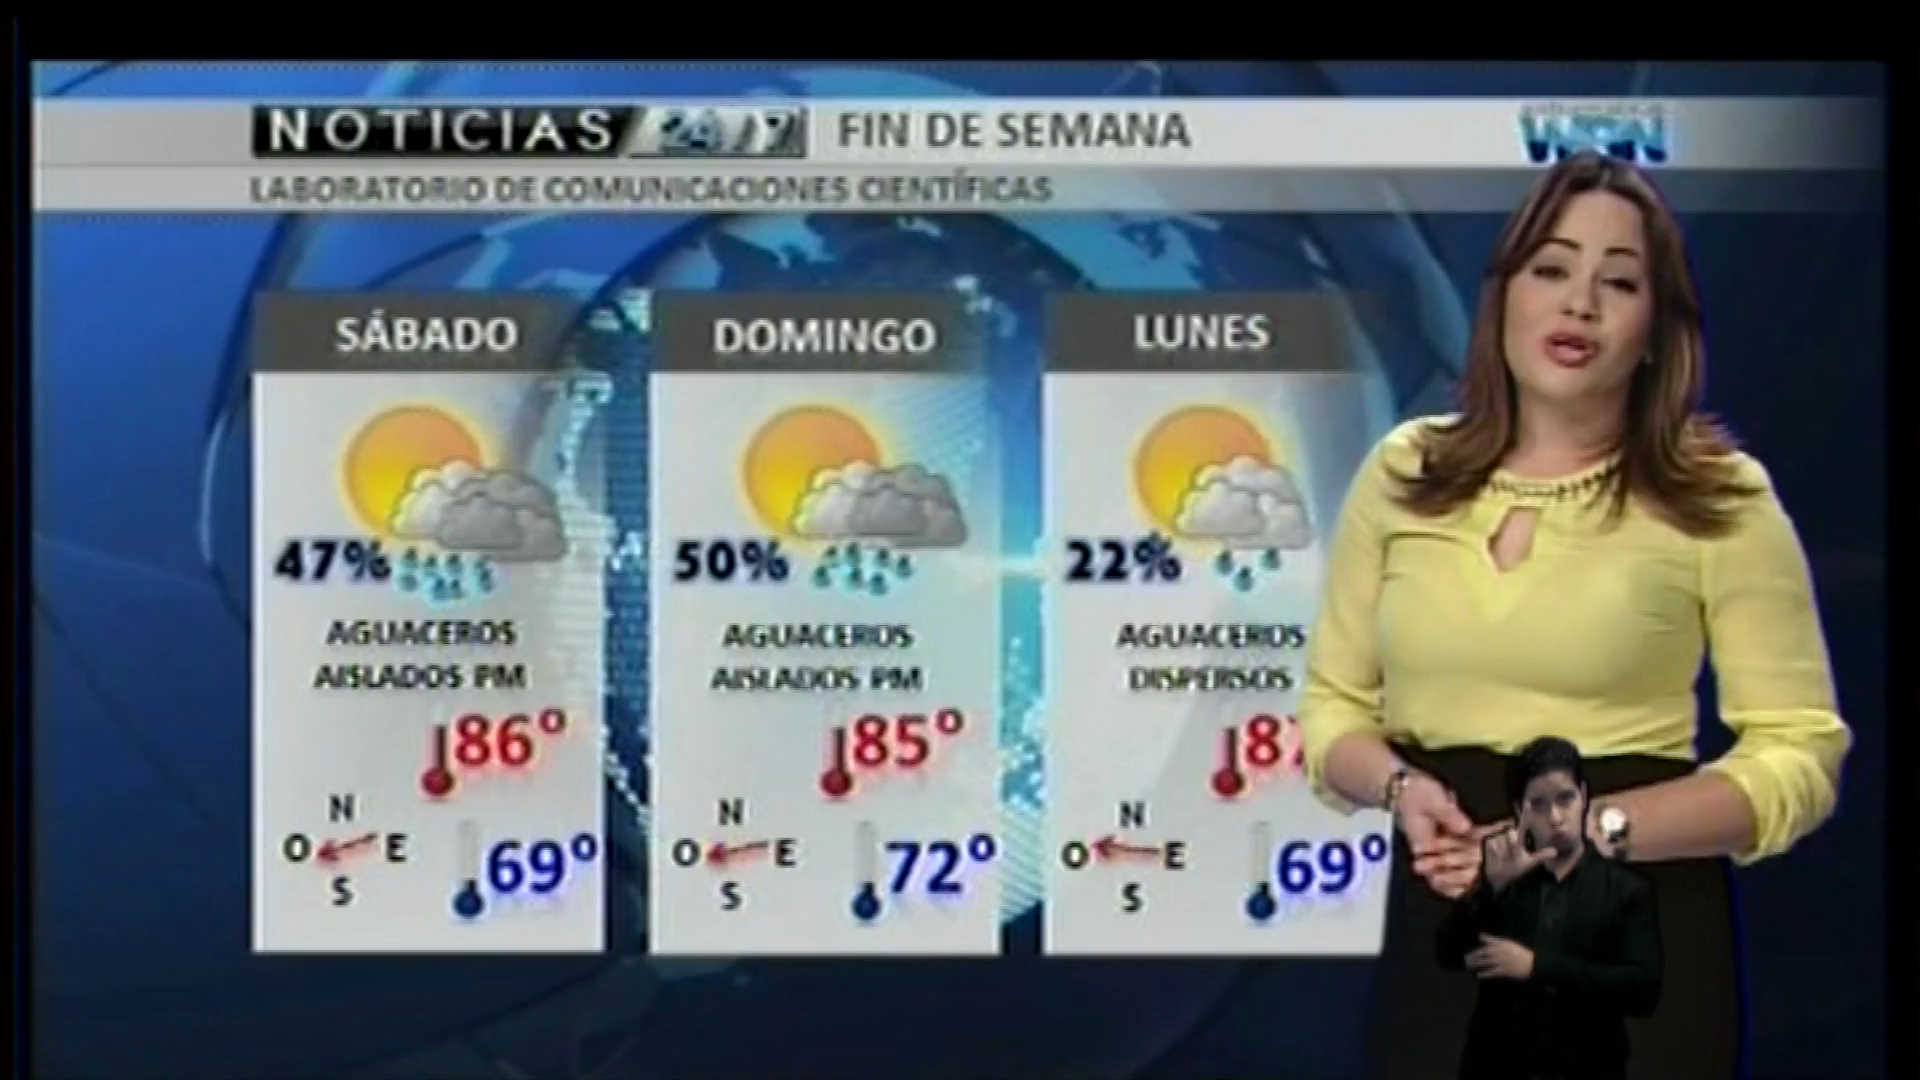 NOTICIAS 24/7 FIN DE SEMANA
LABORATORIO DE COMUNICACIONES CIENTÍFICAS
SÁBADO
47%
AGUACEROS
AISLADOS PM
86°
N
O E
S
69°
DOMINGO
50%
AGUACEROS
AISLADOS PM
85°
N
O E
S
72°
LUNES
22%
AGUACEROS
DISPERSOS
87
N
O E
S
69°